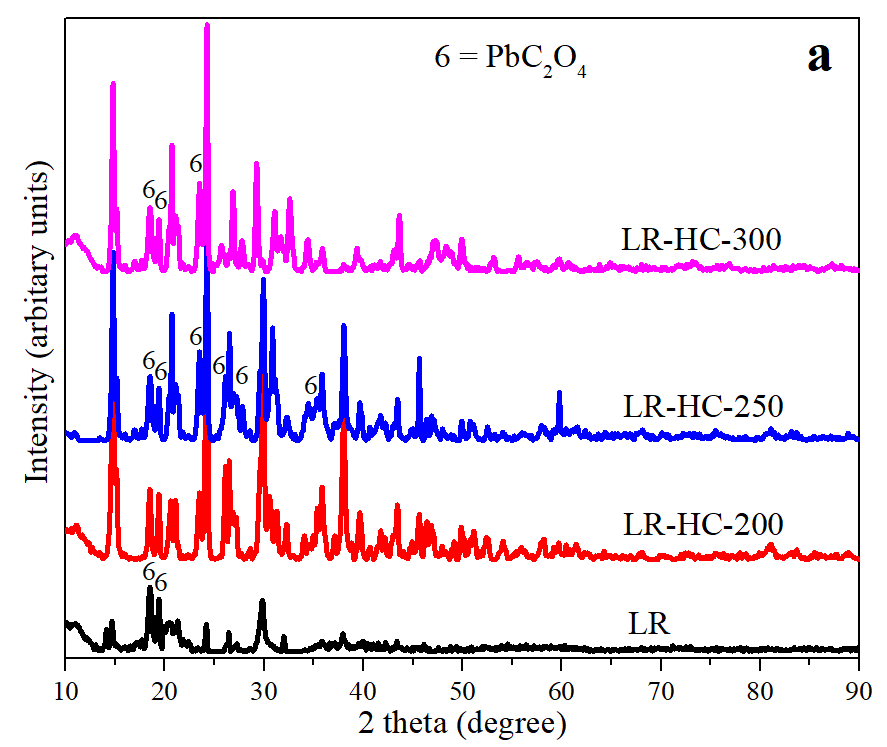 6 = PbC₂O₄
a
6
6
6
LR-HC-300
6
6
6
6
6
6
LR-HC-250
LR-HC-200
6
6
LR
10 20 30 40 50 60 70 80 90
2 theta (degree)
Intensity (arbitary units)